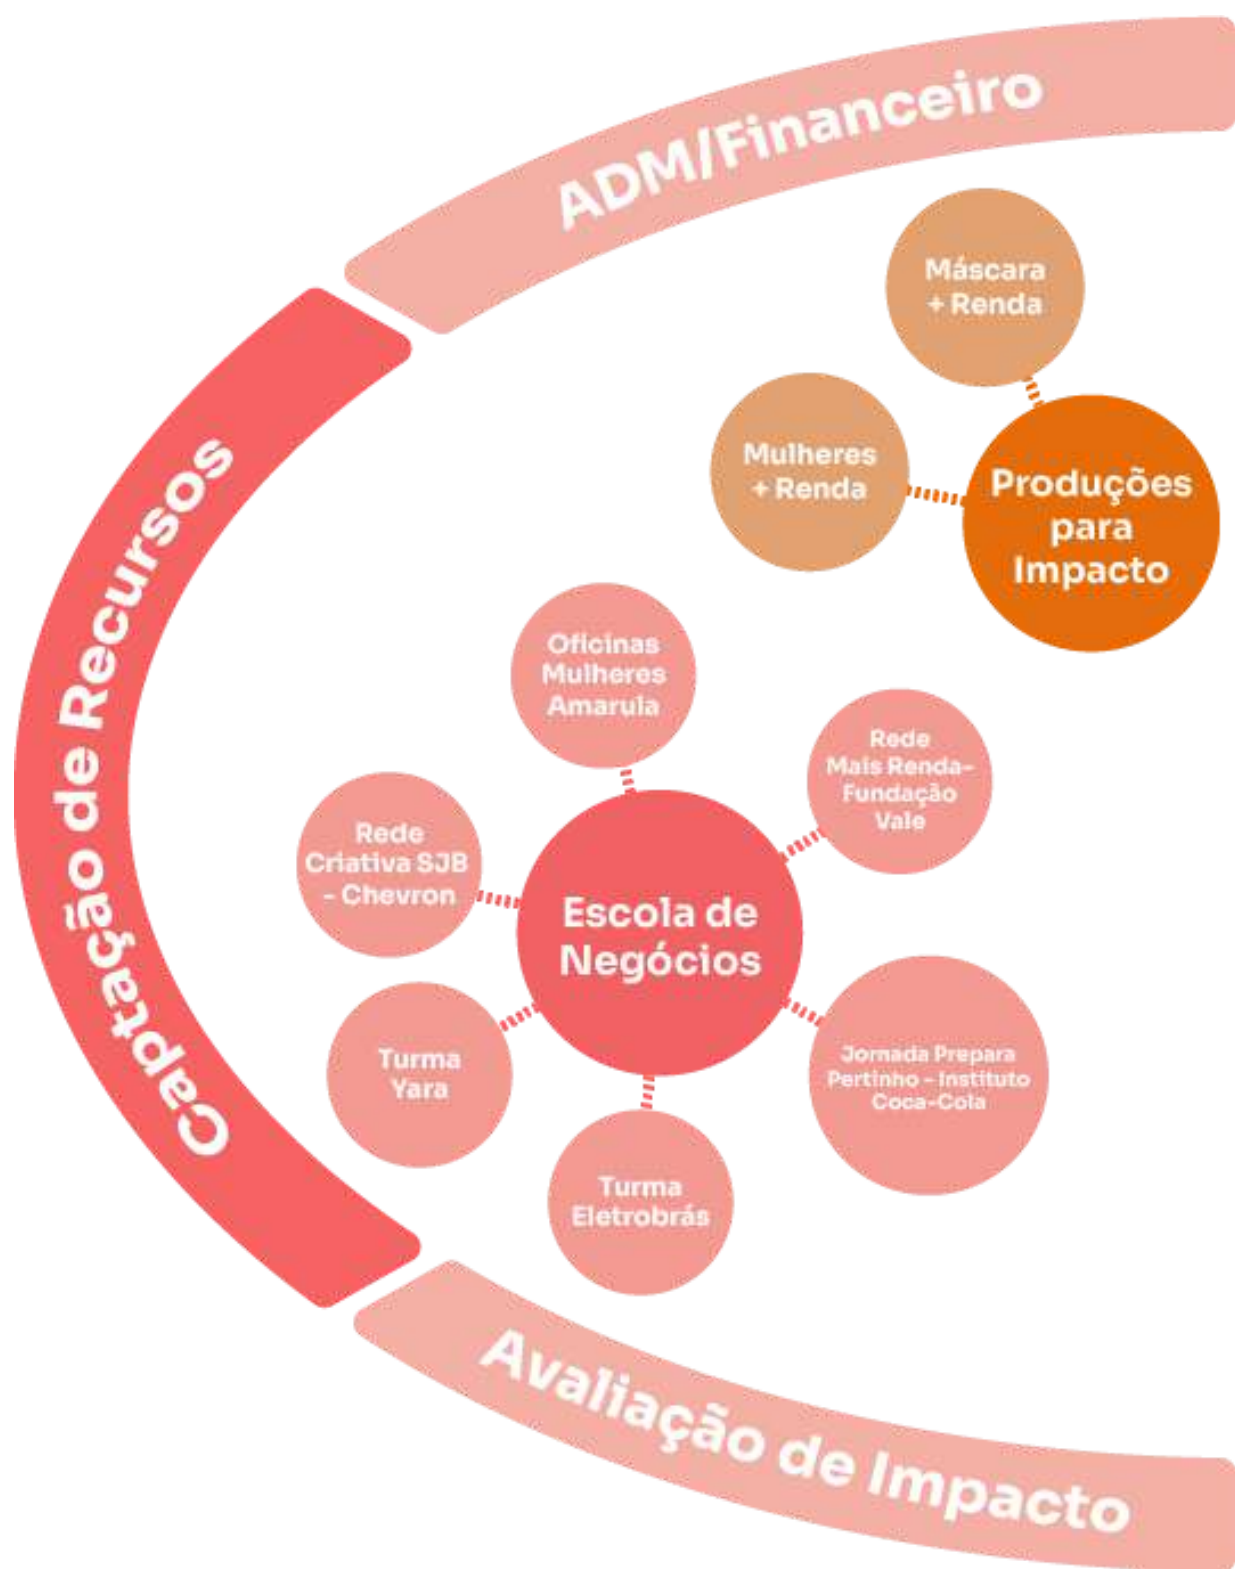 ADM/Financeiro
Máscara
+ Renda
Mulheres
+ Renda
Produções
para
Impacto
Captação de Recursos
Oficinas
Mulheres
Amarula
Rede
Mais Renda-
Fundação
Vale
Rede
Criativa SJB
- Chevron
Escola de
Negócios
Turma
Yara
Jornada Prepara
Pertinho - Instituto
Coca-Cola
Turma
Eletrobrás
Avaliação de Impacto